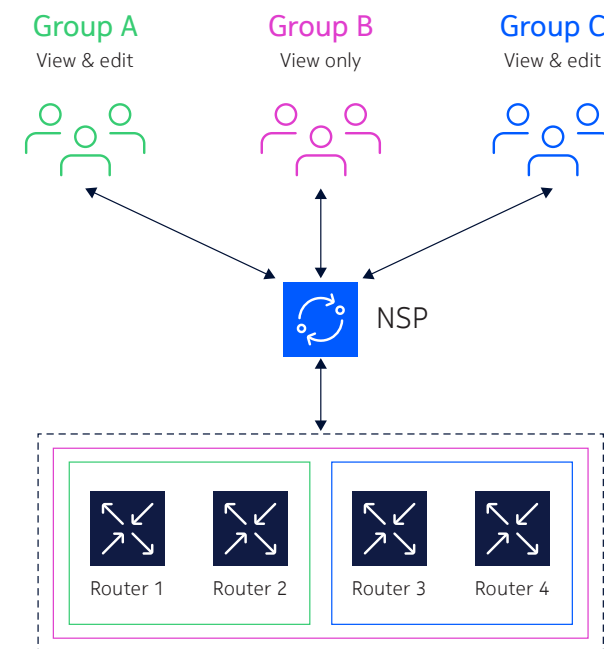 Group A
Group B
Group C
View & edit
View only
View & edit
NSP
Router 1
Router 2
Router 3
Router 4